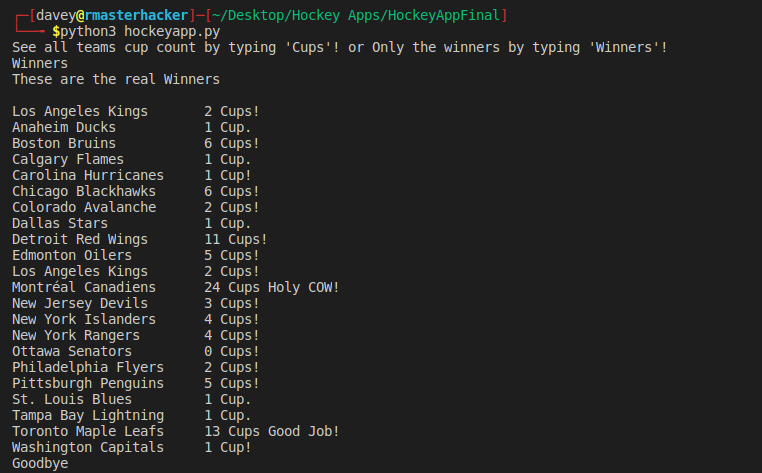 ┌─[davey@rmasterhacker]─[~/Desktop/Hockey Apps/HockeyAppFinal]
└──╼ $python3 hockeyapp.py
See all teams cup count by typing 'Cups'! or Only the winners by typing 'Winners'!
Winners
These are the real Winners

Los Angeles Kings       2 Cups!
Anaheim Ducks           1 Cup.
Boston Bruins           6 Cups!
Calgary Flames          1 Cup.
Carolina Hurricanes     1 Cup!
Chicago Blackhawks      6 Cups!
Colorado Avalanche      2 Cups!
Dallas Stars            1 Cup.
Detroit Red Wings       11 Cups!
Edmonton Oilers         5 Cups!
Los Angeles Kings       2 Cups!
Montréal Canadiens      24 Cups Holy COW!
New Jersey Devils       3 Cups!
New York Islanders      4 Cups!
New York Rangers        4 Cups!
Ottawa Senators         0 Cups!
Philadelphia Flyers     2 Cups!
Pittsburgh Penguins     5 Cups!
St. Louis Blues         1 Cup.
Tampa Bay Lightning     1 Cup.
Toronto Maple Leafs     13 Cups Good Job!
Washington Capitals     1 Cup!
Goodbye